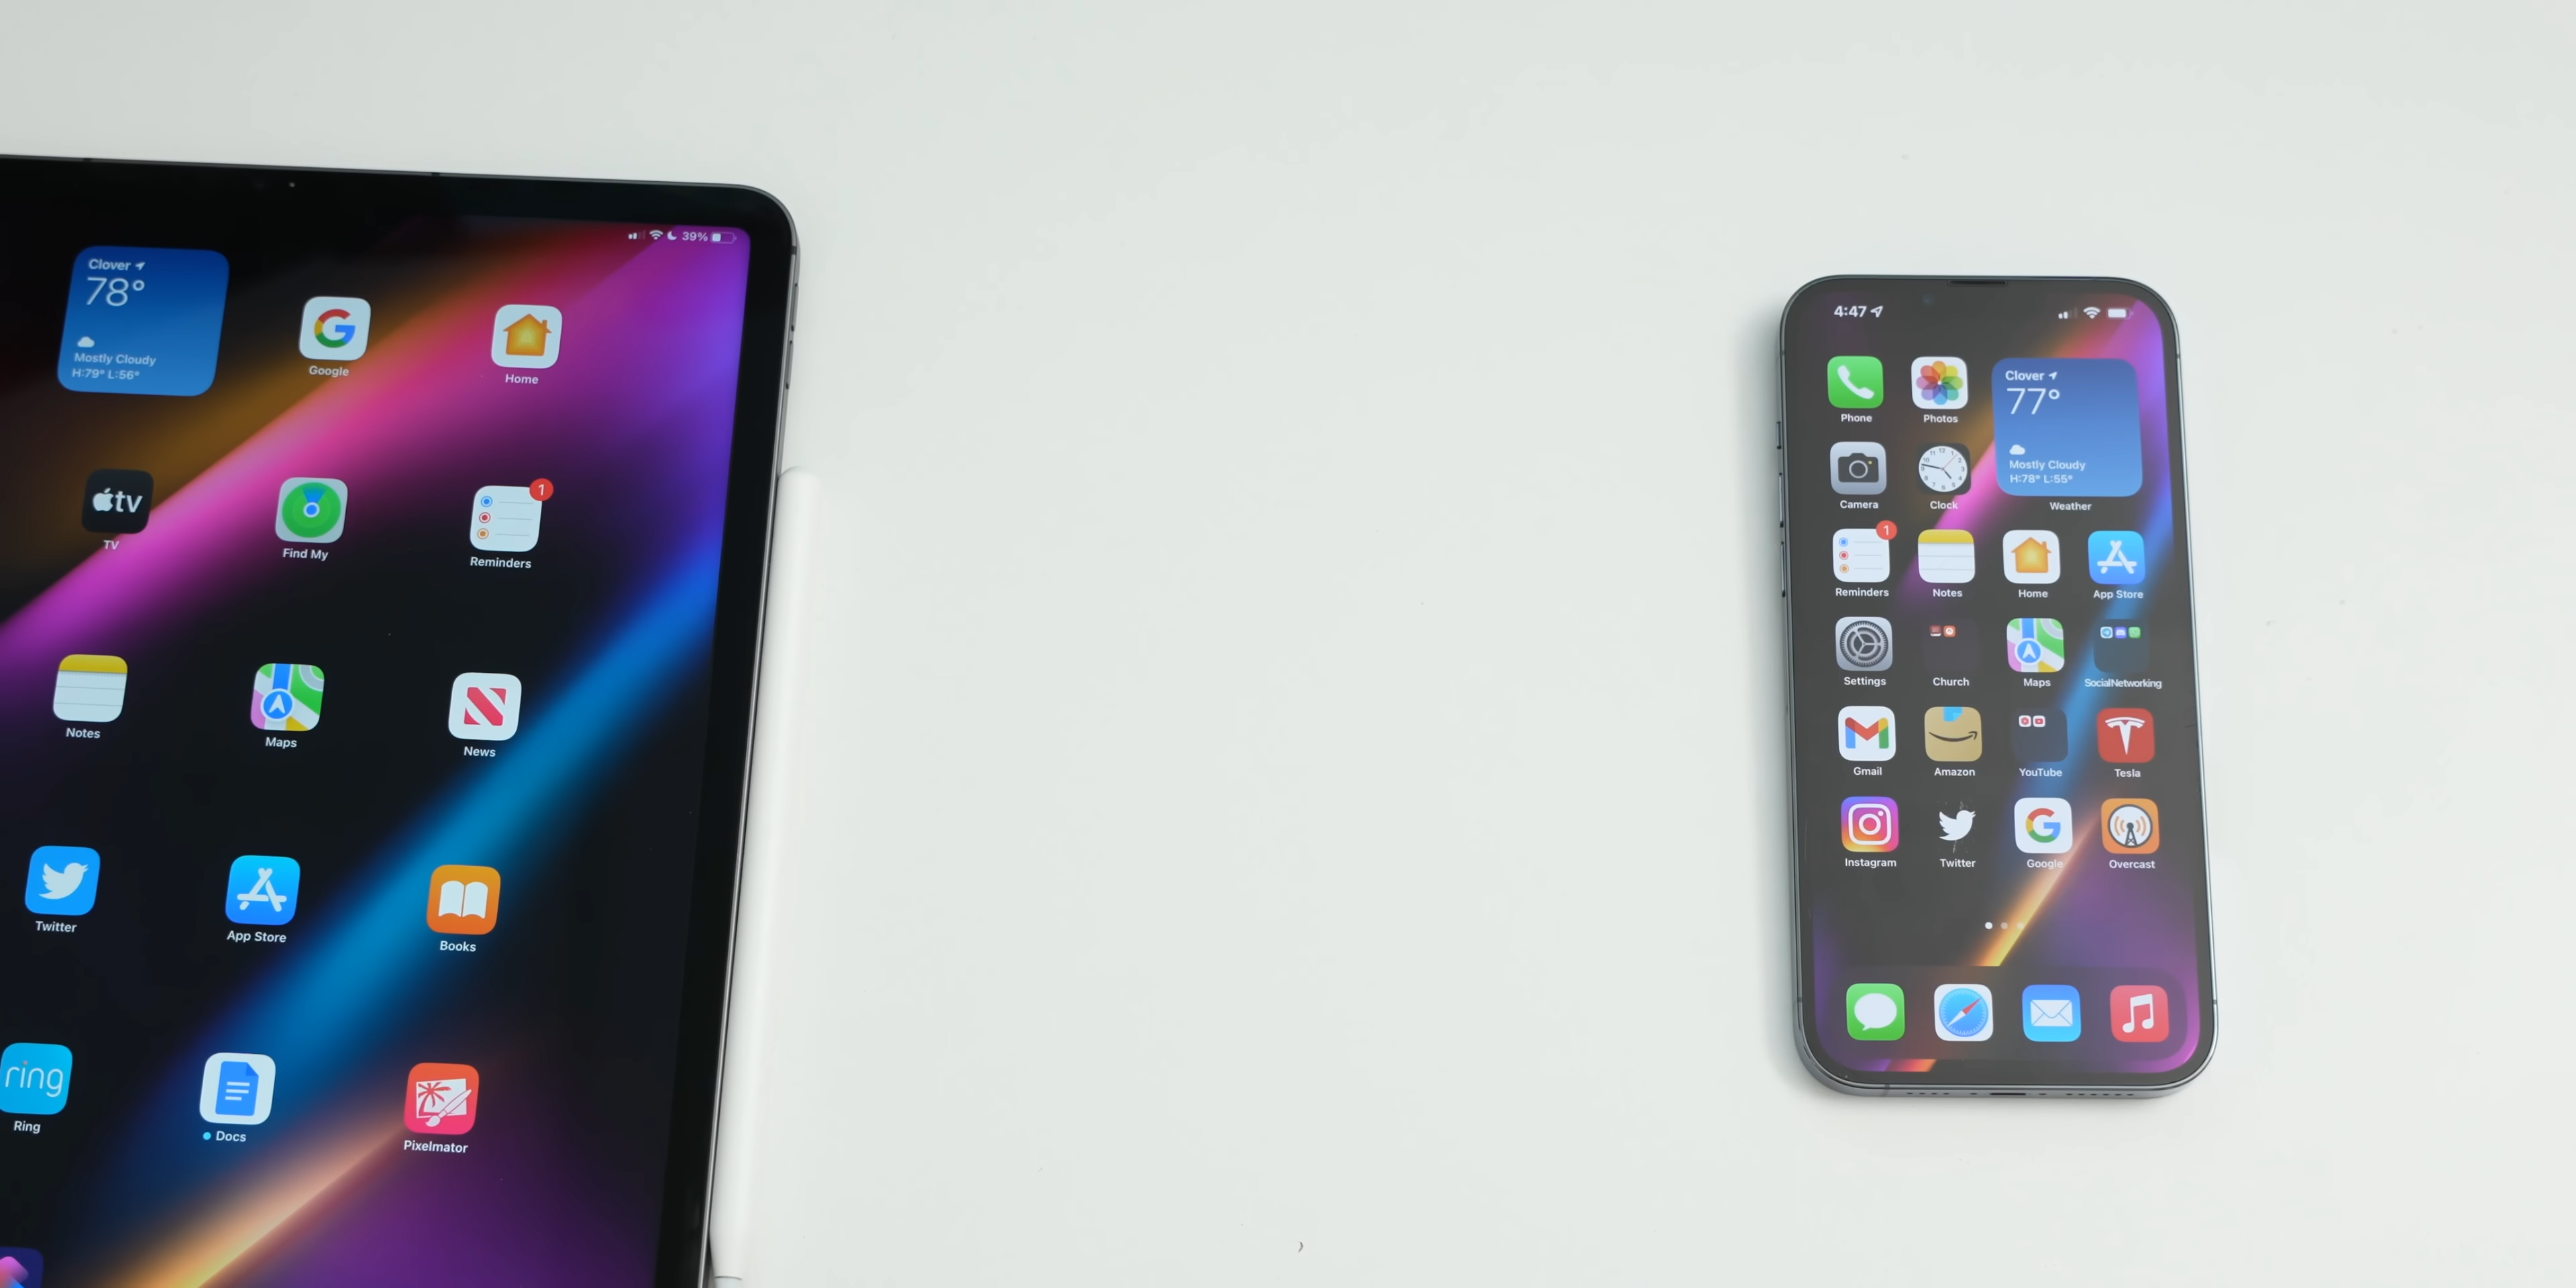 39%
Clover
78°
Mostly Cloudy
H:79° L:56°
Google
Home
tv
TV
Find My
1
Reminders
Notes
Maps
News
Twitter
App Store
Books
ring
Ring
Docs
Pixelmator
4:47
Phone
Photos
Clover
77°
Mostly Cloudy
H:78° L:55°
Weather
Camera
Clock
1
Reminders
Notes
Home
App Store
Settings
Church
Maps
SocialNetworking
Gmail
Amazon
YouTube
Tesla
Instagram
Twitter
Google
Overcast